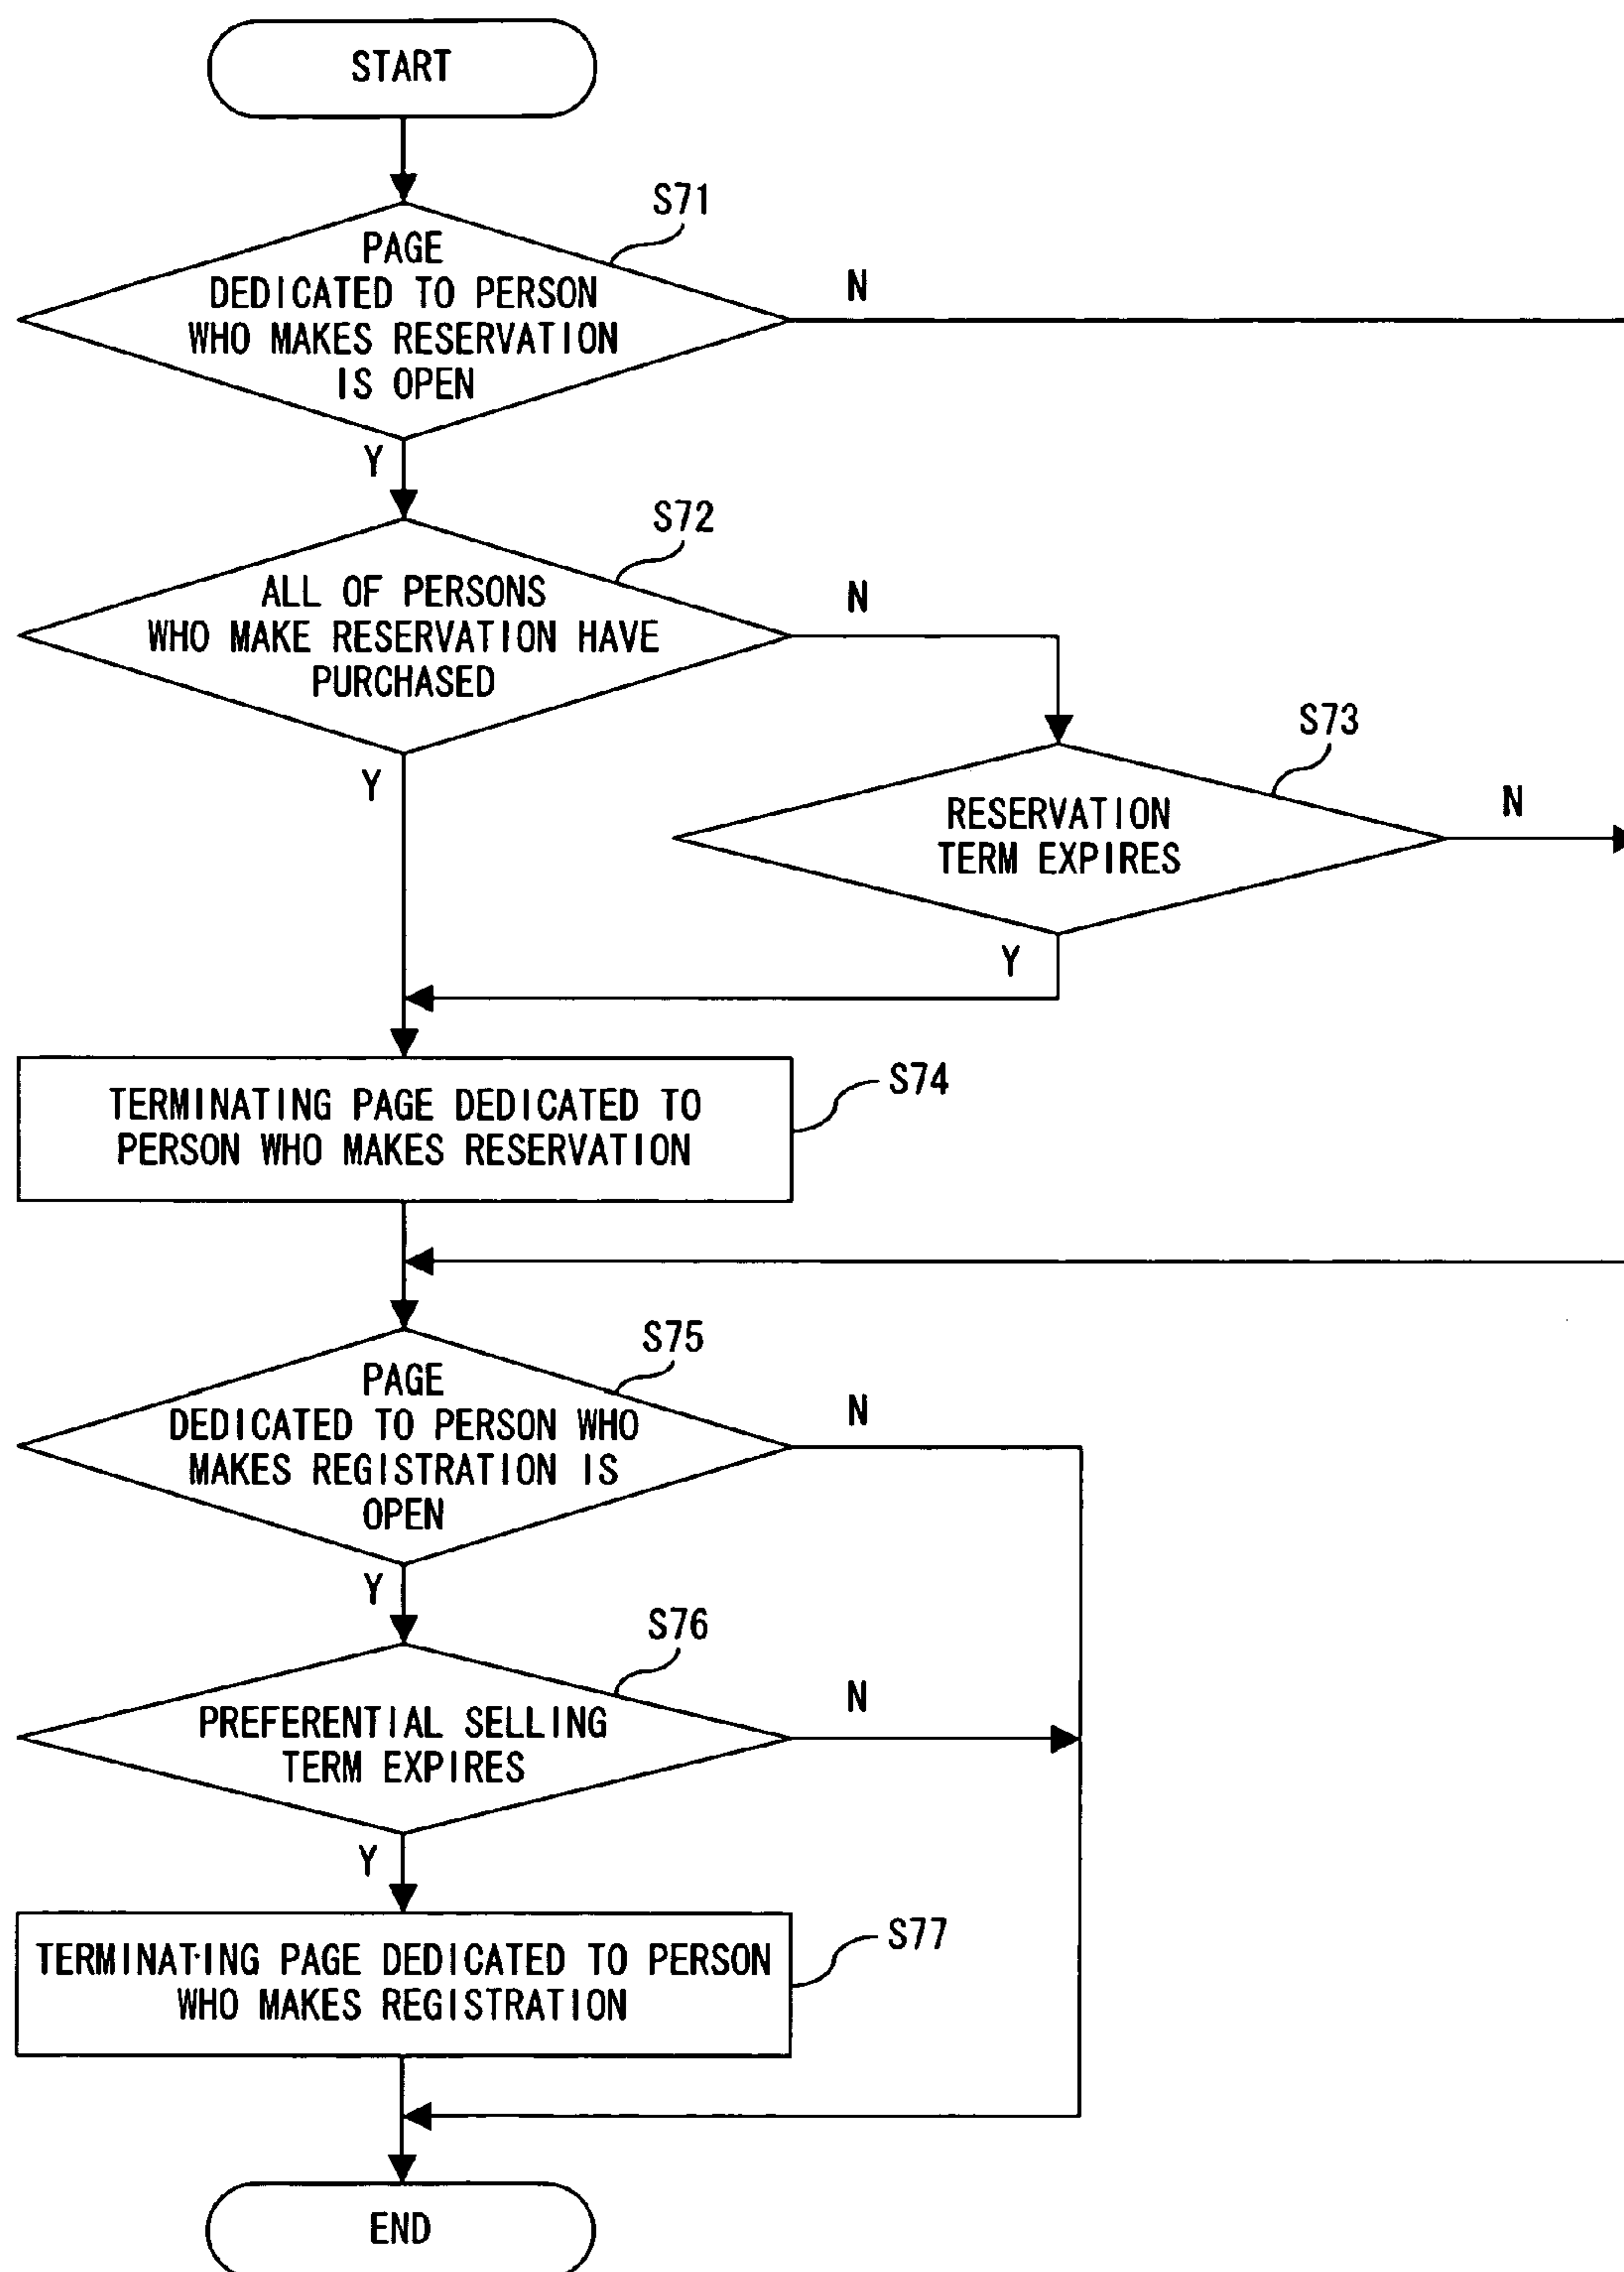 START
S71
PAGE
DEDICATED TO PERSON
WHO MAKES RESERVATION
IS OPEN
N
Y
S72
ALL OF PERSONS
WHO MAKE RESERVATION HAVE
PURCHASED
N
Y
S73
RESERVATION
TERM EXPIRES
N
Y
S74
TERMINATING PAGE DEDICATED TO
PERSON WHO MAKES RESERVATION
S75
PAGE
DEDICATED TO PERSON WHO
MAKES REGISTRATION IS
OPEN
N
Y
S76
PREFERENTIAL SELLING
TERM EXPIRES
N
Y
S77
TERMINATING PAGE DEDICATED TO PERSON
WHO MAKES REGISTRATION
END